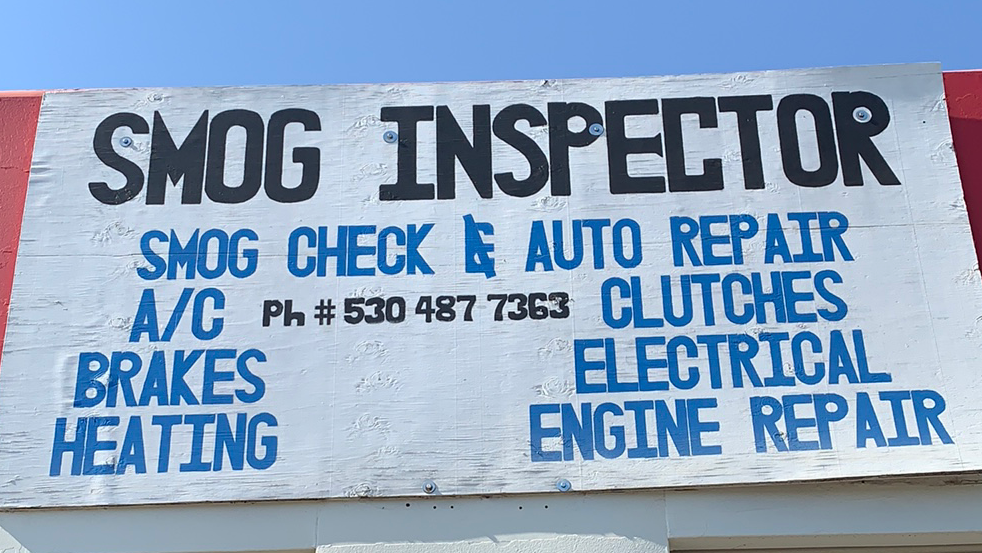 SMOG INSPECTOR
SMOG CHECK & AUTO REPAIR
A/C Ph # 530 487 7363 CLUTCHES
BRAKES ELECTRICAL
HEATING ENGINE REPAIR